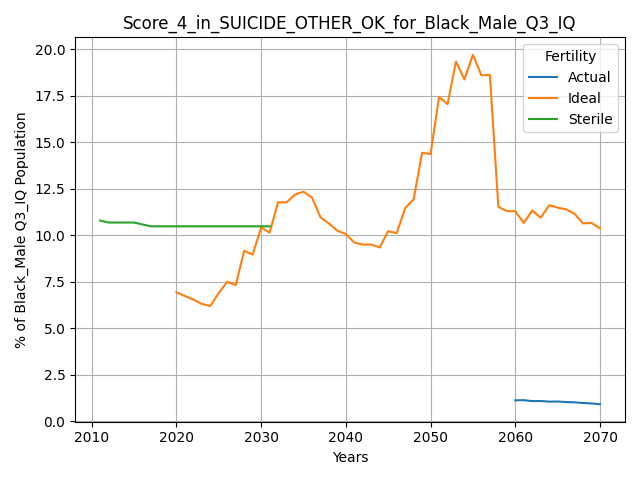 Score_4_in_SUICIDE_OTHER_OK_for_Black_Male_Q3_IQ
Fertility
Actual
Ideal
Sterile
% of Black_Male Q3_IQ Population
20.0
17.5
15.0
12.5
10.0
7.5
5.0
2.5
0.0
2010 2020 2030 2040 2050 2060 2070
Years